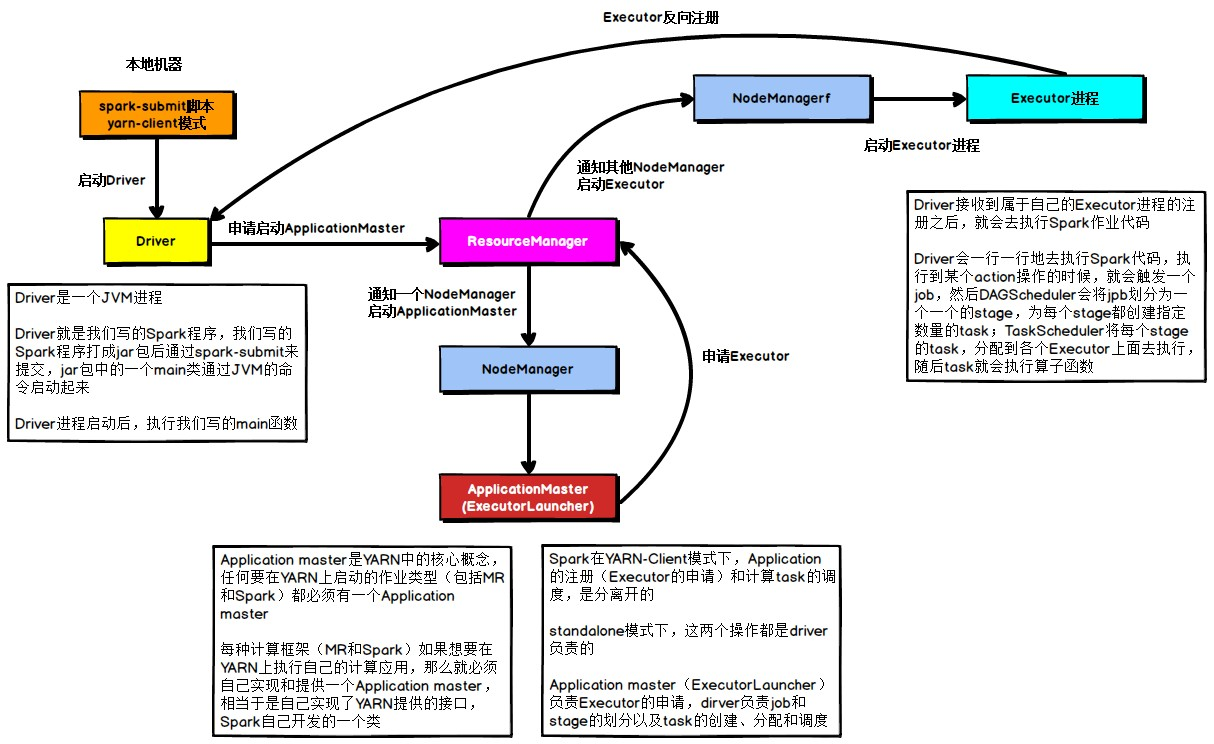 Executor反向注册
本地机器
spark-submit脚本
yarn-client模式
NodeManagerf
Executor进程
启动Executor进程
通知其他NodeManager
启动Executor
启动Driver
Driver
申请启动ApplicationMaster
ResourceManager
Driver接收到属于自己的Executor进程的注
册之后，就会去执行Spark作业代码
Driver会一行一行地去执行Spark代码，执
行到某个action操作的时候，就会触发一个
job，然后DAGScheduler会将jpb划分为一
个一个的stage，为每个stage都创建指定
数量的task；TaskScheduler将每个stage
的task，分配到各个Executor上面去执行，
随后task就会执行算子函数
Driver是一个JVM进程
Driver就是我们写的Spark程序，我们写的
Spark程序打成jar包后通过spark-submit来
提交，jar包中的一个main类通过JVM的命
令启动起来
Driver进程启动后，执行我们写的main函数
通知一个NodeManager
启动ApplicationMaster
申请Executor
NodeManager
ApplicationMaster
(ExecutorLauncher)
Application master是YARN中的核心概念，
任何要在YARN上启动的作业类型（包括MR
和Spark）都必须有一个Application
master
每种计算框架（MR和Spark）如果想要在
YARN上执行自己的计算应用，那么就必须
自己实现和提供一个Application master，
相当于是自己实现了YARN提供的接口，
Spark自己开发的一个类
Spark在YARN-Client模式下，Application
的注册（Executor的申请）和计算task的调
度，是分离开的
standalone模式下，这两个操作都是driver
负责的
Application master（ExecutorLauncher）
负责Executor的申请，dirver负责job和
stage的划分以及task的创建、分配和调度